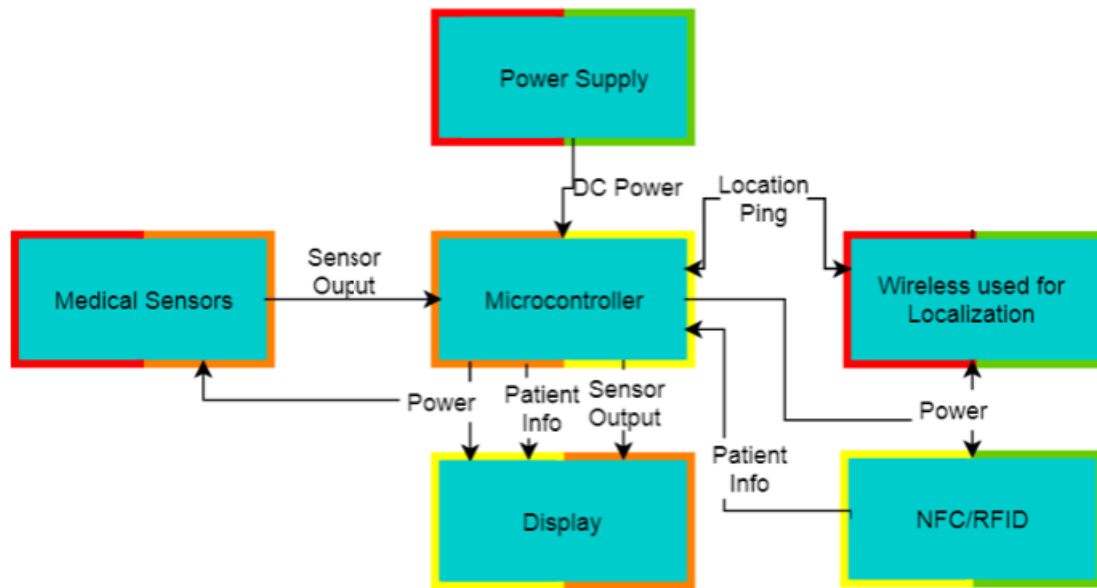 Power Supply
DC Power
Location
Ping
Medical Sensors
Sensor
Ouput
Microcontroller
Wireless used for
Localization
Power
Patient
Info
Sensor
Output
Power
Patient
Info
Display
NFC/RFID